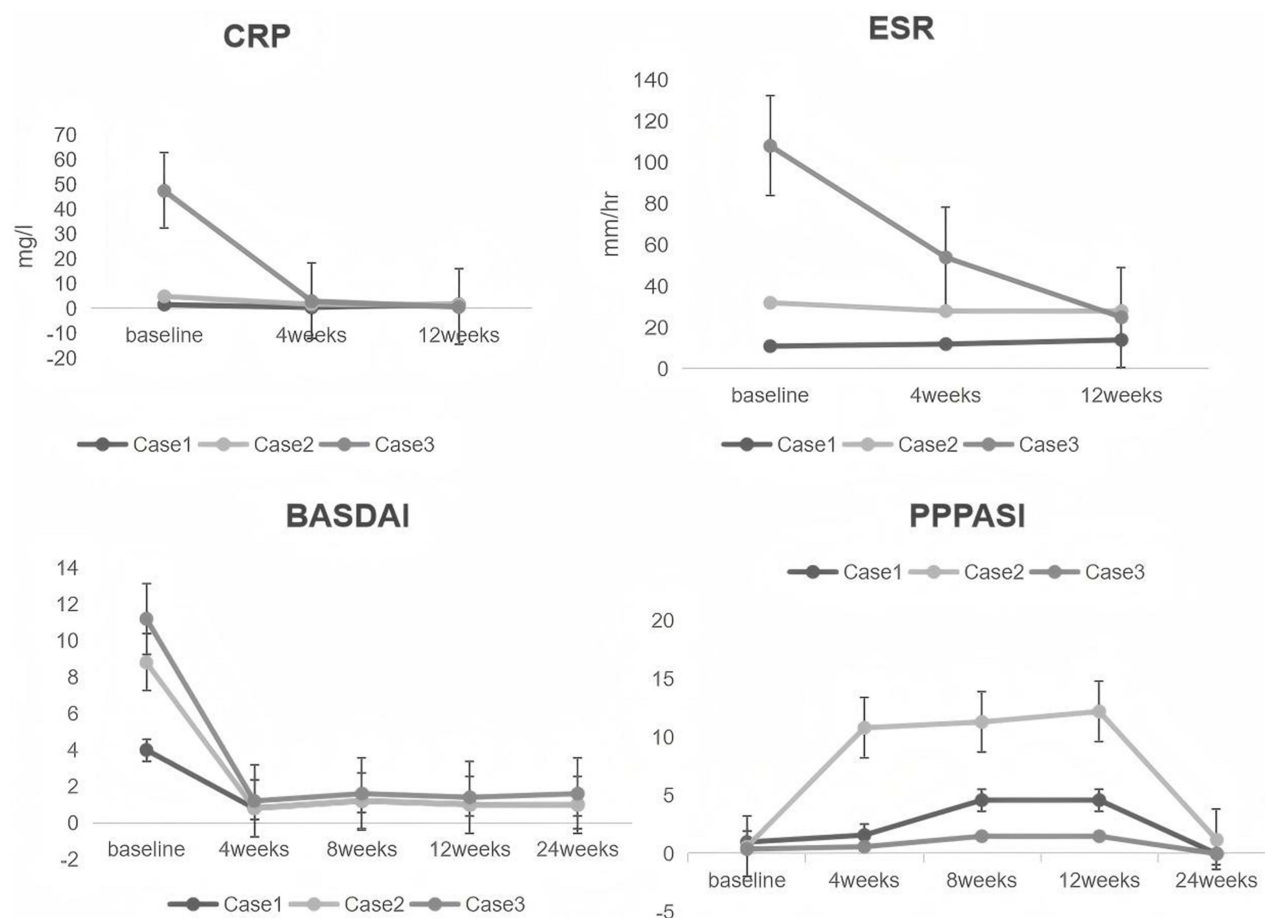 CRP
70
60
50
40
30
20
10
0
-10
-20
mg/l
baseline 4weeks 12weeks
Case1 Case2 Case3
ESR
140
120
100
80
60
40
20
0
mm/hr
baseline 4weeks 12weeks
Case1 Case2 Case3
BASDAI
14
12
10
8
6
4
2
0
-2
baseline 4weeks 8weeks 12weeks 24weeks
Case1 Case2 Case3
PPPASI
Case1 Case2 Case3
20
15
10
5
0
-5
baseline 4weeks 8weeks 12weeks 24weeks